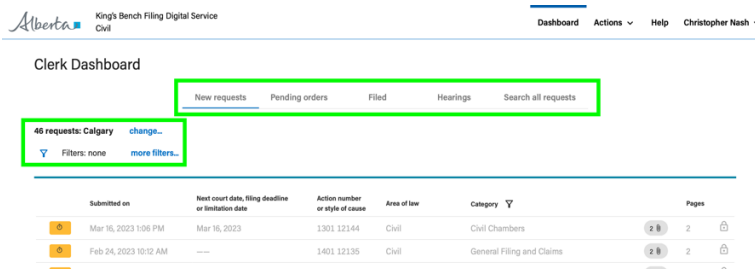 Alberta
King's Bench Filing Digital Service
Civil
Dashboard Actions Help Christopher Nash
Clerk Dashboard
New requests Pending orders Filed Hearings Search all requests
46 requests: Calgary change...
Filters: none more filters...
Submitted on Next court date, filing deadline or limitation date Action number or style of cause Area of law Category Pages
Mar 16, 2023 1:06 PM Mar 16, 2023 1301 12144 Civil Civil Chambers 2 2
Feb 24, 2023 10:12 AM –– 1401 12135 Civil General Filing and Claims 2 2